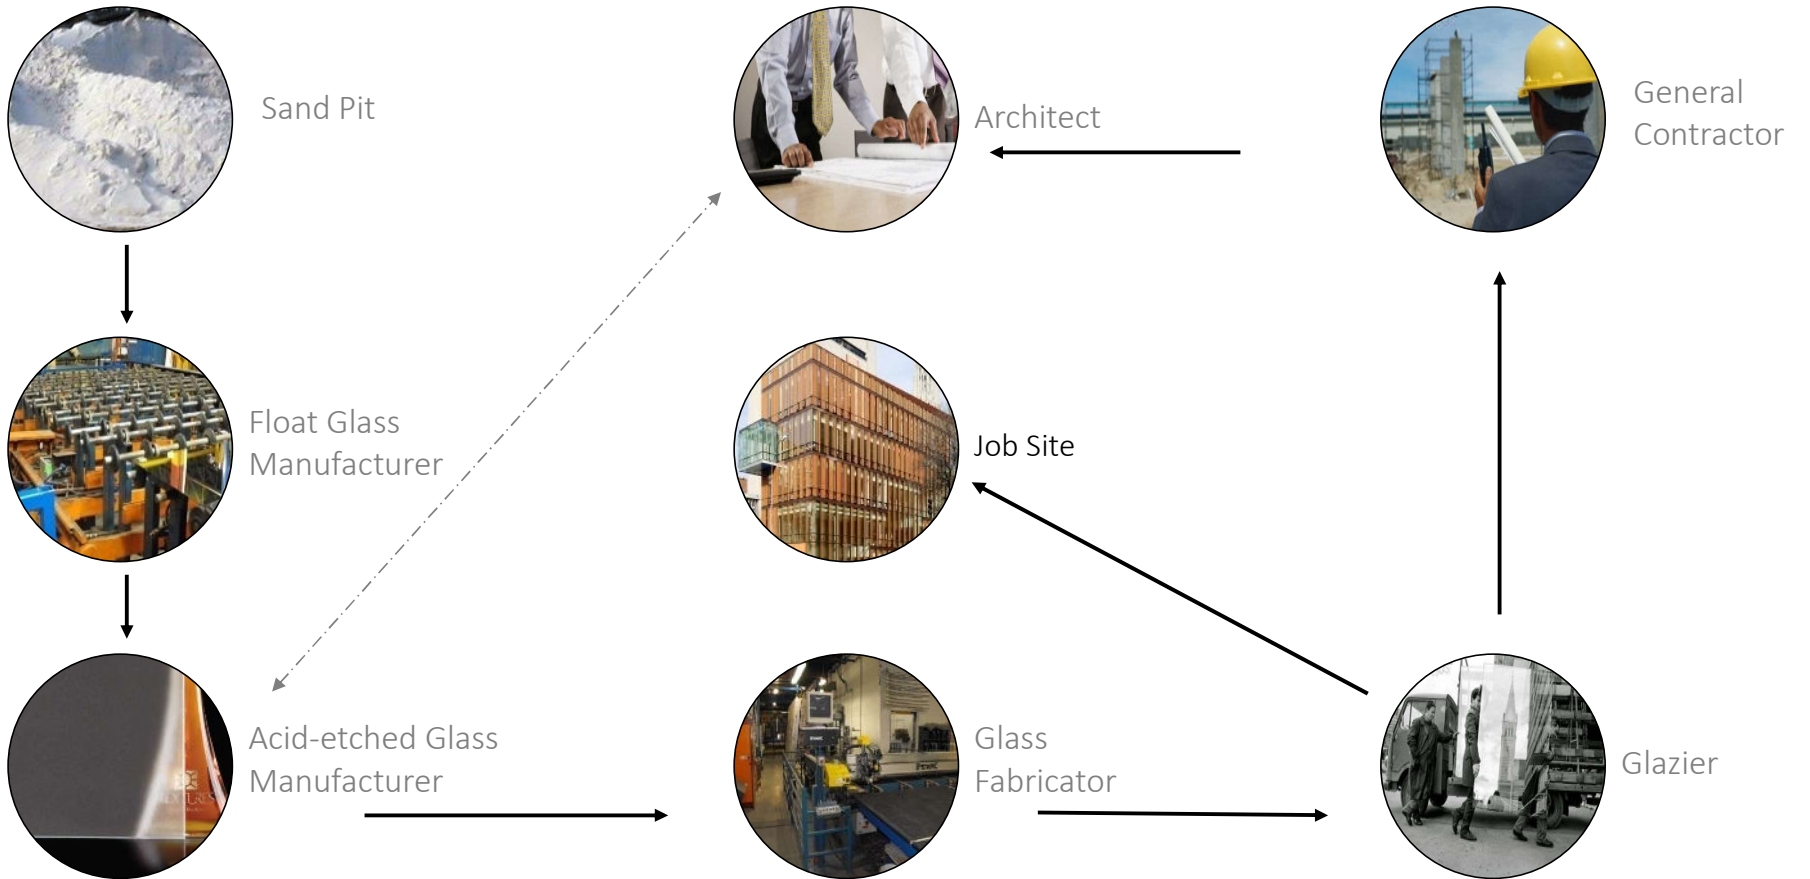 Sand Pit
Architect
General
Contractor
Float Glass
Manufacturer
Job Site
Acid-etched Glass
Manufacturer
Glass
Fabricator
Glazier